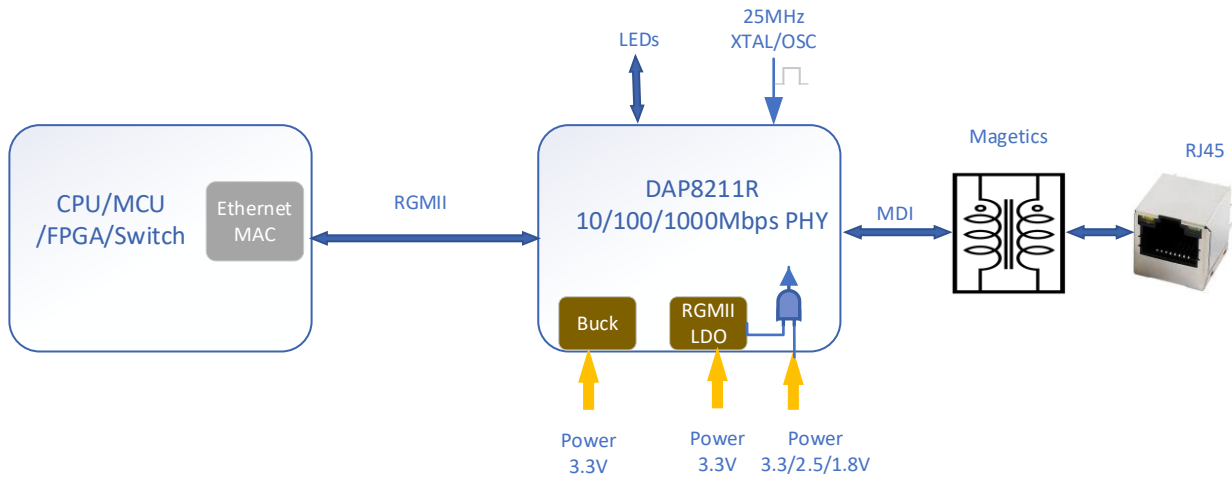 LEDs
25MHz
XTAL/OSC
CPU/MCU
/FPGA/Switch
Ethernet
MAC
RGMII
DAP8211R
10/100/1000Mbps PHY
MDI
Magetics
RJ45
Buck
RGMII
LDO
Power
3.3V
Power
3.3V
Power
3.3/2.5/1.8V